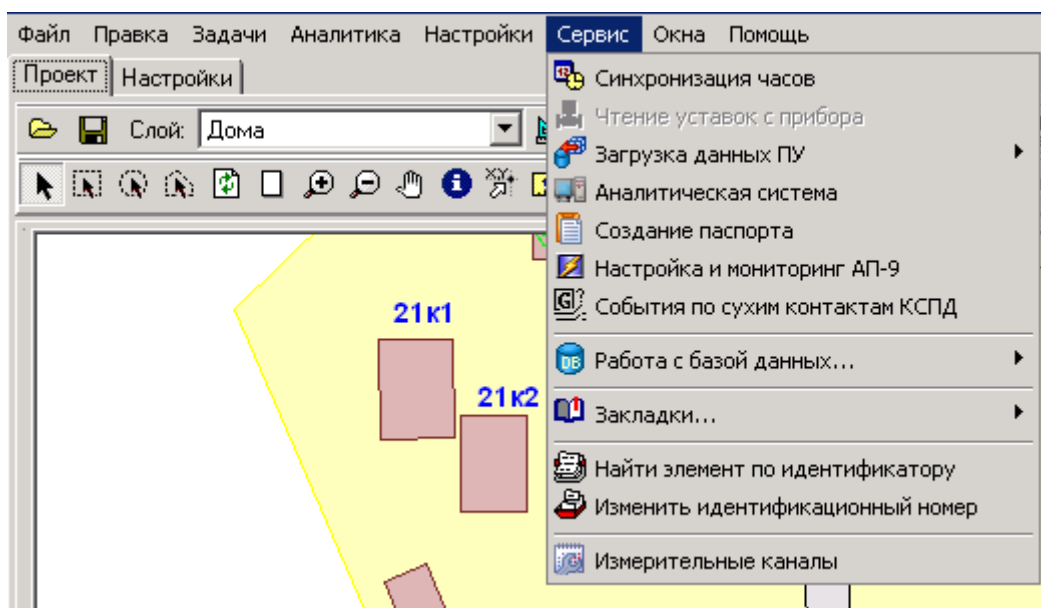 Файл Правка Задачи Аналитика Настройки Сервис Окна Помощь
Проект Настройки
Слой: Дома
21к1
21к2
Синхронизация часов
Чтение уставок с прибора
Загрузка данных ПУ
Аналитическая система
Создание паспорта
Настройка и мониторинг АП-9
События по сухим контактам КСПД
Работа с базой данных...
Закладки...
Найти элемент по идентификатору
Изменить идентификационный номер
Измерительные каналы